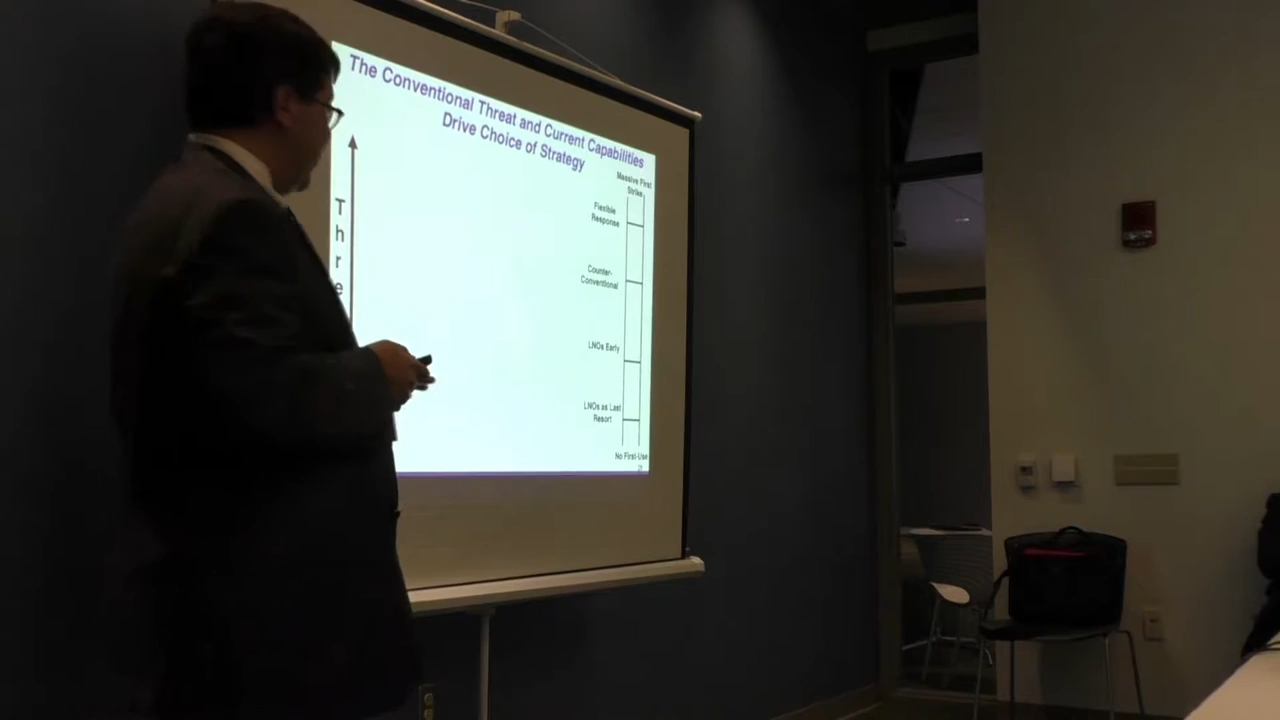 The Conventional Threat and Current Capabilities
Drive Choice of Strategy
T
h
r
e
Massive First
Strike
Flexible
Response
Counter-
Conventional
LNOs Early
LNOs as Last
Resort
No First-Use